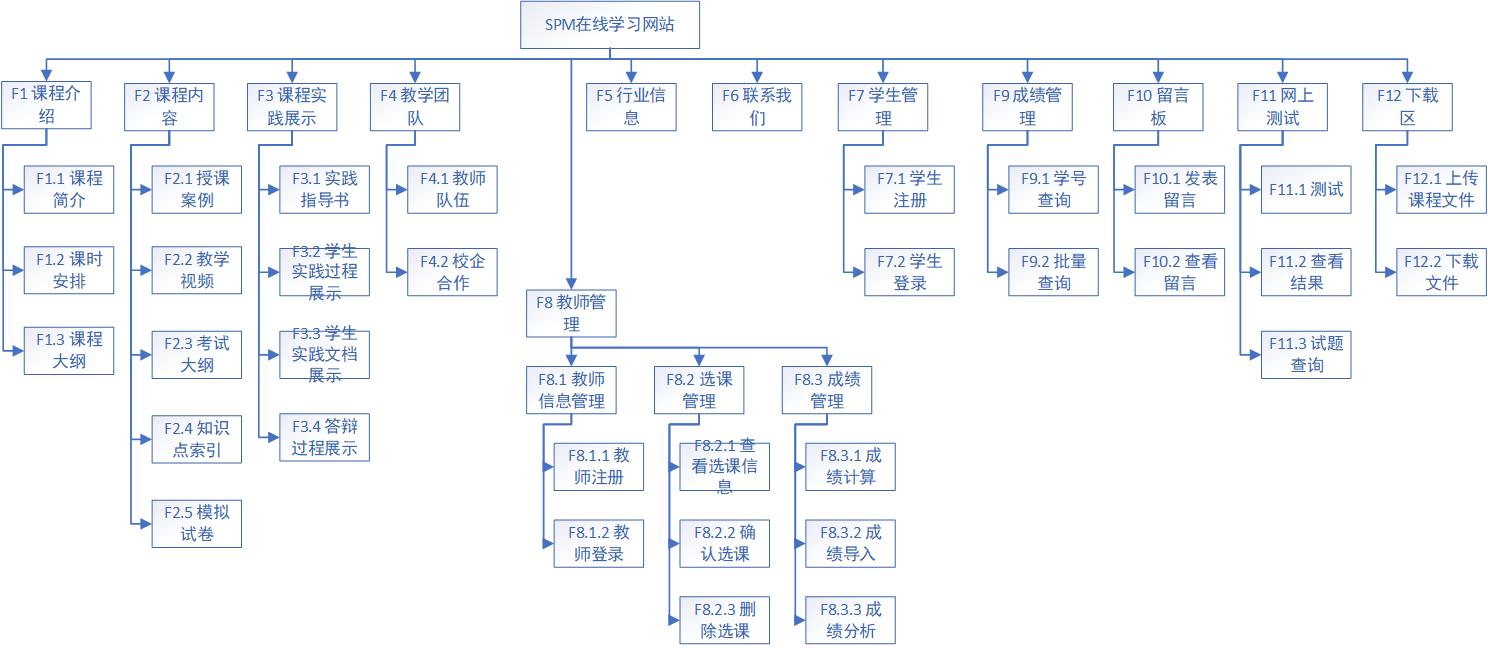 SPM在线学习网站
F1 课程介
绍
F2 课程内
容
F3 课程实
践展示
F4 教学团
队
F5 行业信
息
F6 联系我
们
F7 学生管
理
F9 成绩管
理
F10 留言
板
F11 网上
测试
F12 下载
区
F1.1 课程
简介
F1.2 课时
安排
F1.3 课程
大纲
F2.1 授课
案例
F2.2 教学
视频
F2.3 考试
大纲
F2.4 知识
点索引
F2.5 模拟
试卷
F3.1 实践
指导书
F3.2 学生
实践过程
展示
F3.3 学生
实践文档
展示
F3.4 答辩
过程展示
F4.1 教师
队伍
F4.2 校企
合作
F8 教师管
理
F8.1 教师
信息管理
F8.1.1 教
师注册
F8.1.2 教
师登录
F8.2 选课
管理
F8.2.1 查
看选课信
息
F8.2.2 确
认选课
F8.2.3 删
除选课
F8.3 成绩
管理
F8.3.1 成
绩计算
F8.3.2 成
绩导入
F8.3.3 成
绩分析
F7.1 学生
注册
F7.2 学生
登录
F9.1 学号
查询
F9.2 批量
查询
F10.1 发表
留言
F10.2 查看
留言
F11.1 测试
F11.2 查看
结果
F11.3 试题
查询
F12.1 上传
课程文件
F12.2 下载
文件